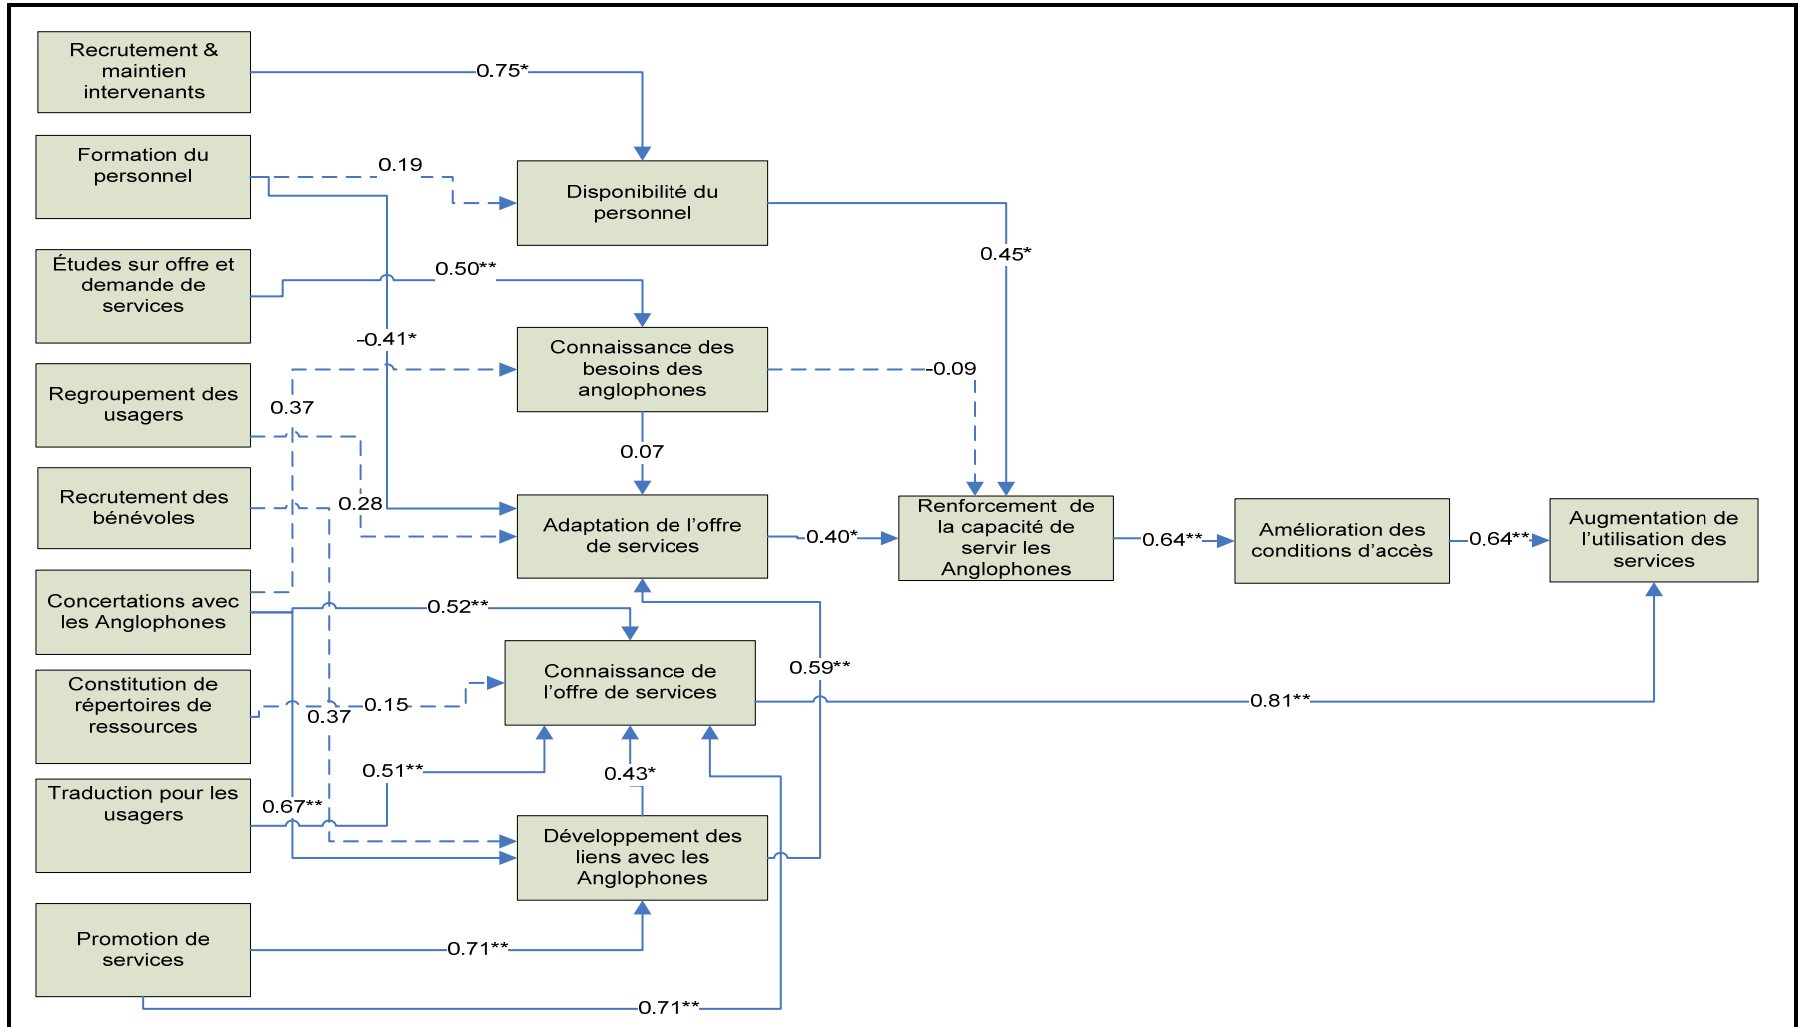 Recrutement &
maintien
intervenants
0.75*
Formation du
personnel
0.19
Disponibilité du
personnel
Études sur offre et
demande de
services
0.50**
0.45*
-0.41*
Connaissance des
besoins des
anglophones
-0.09
Regroupement des
usagers
0.37
0.07
Recrutement des
bénévoles
0.28
Adaptation de l’offre
de services
0.40*
Renforcement de
la capacité de
servir les
Anglophones
0.64**
Amélioration des
conditions d’accès
0.64**
Augmentation de
l’utilisation des
services
Concertations avec
les Anglophones
0.52**
Connaissance de
l’offre de services
0.59**
0.81**
Constitution de
répertoires de
ressources
0.15
0.37
0.51**
0.43*
Traduction pour les
usagers
0.67**
Développement des
liens avec les
Anglophones
Promotion de
services
0.71**
0.71**